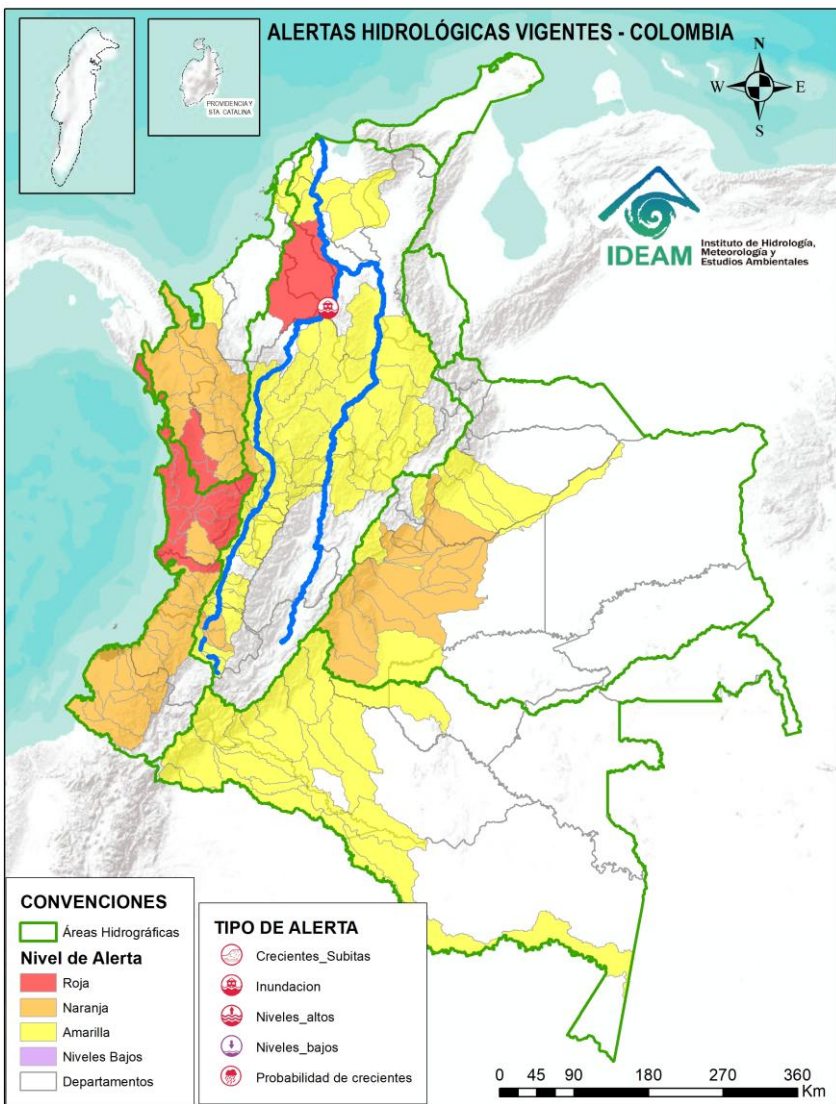 ALERTAS HIDROLÓGICAS VIGENTES - COLOMBIA
PROVIDENCIA Y
STA. CATALINA
N
W
E
S
IDEAM
Instituto de Hidrología,
Meteorología y
Estudios Ambientales
CONVENCIONES
Áreas Hidrográficas
Nivel de Alerta
Roja
Naranja
Amarilla
Niveles Bajos
Departamentos
TIPO DE ALERTA
Crecientes_Subitas
Inundacion
Niveles_altos
Niveles_bajos
Probabilidad de crecientes
0 45 90 180 270 360
Km